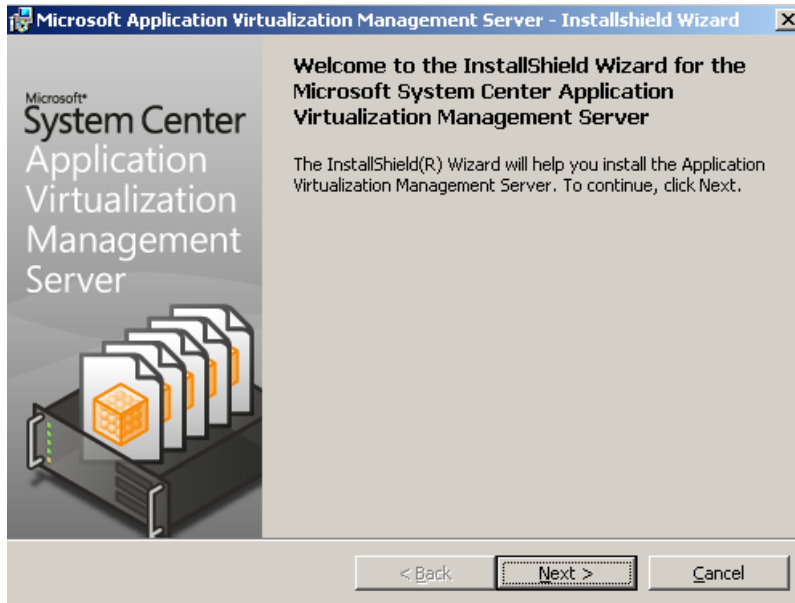 Microsoft Application Virtualization Management Server - Installshield Wizard
Microsoft
System Center
Application
Virtualization
Management
Server
Welcome to the InstallShield Wizard for the
Microsoft System Center Application
Virtualization Management Server
The InstallShield(R) Wizard will help you install the Application
Virtualization Management Server. To continue, click Next.
< Back
Next >
Cancel